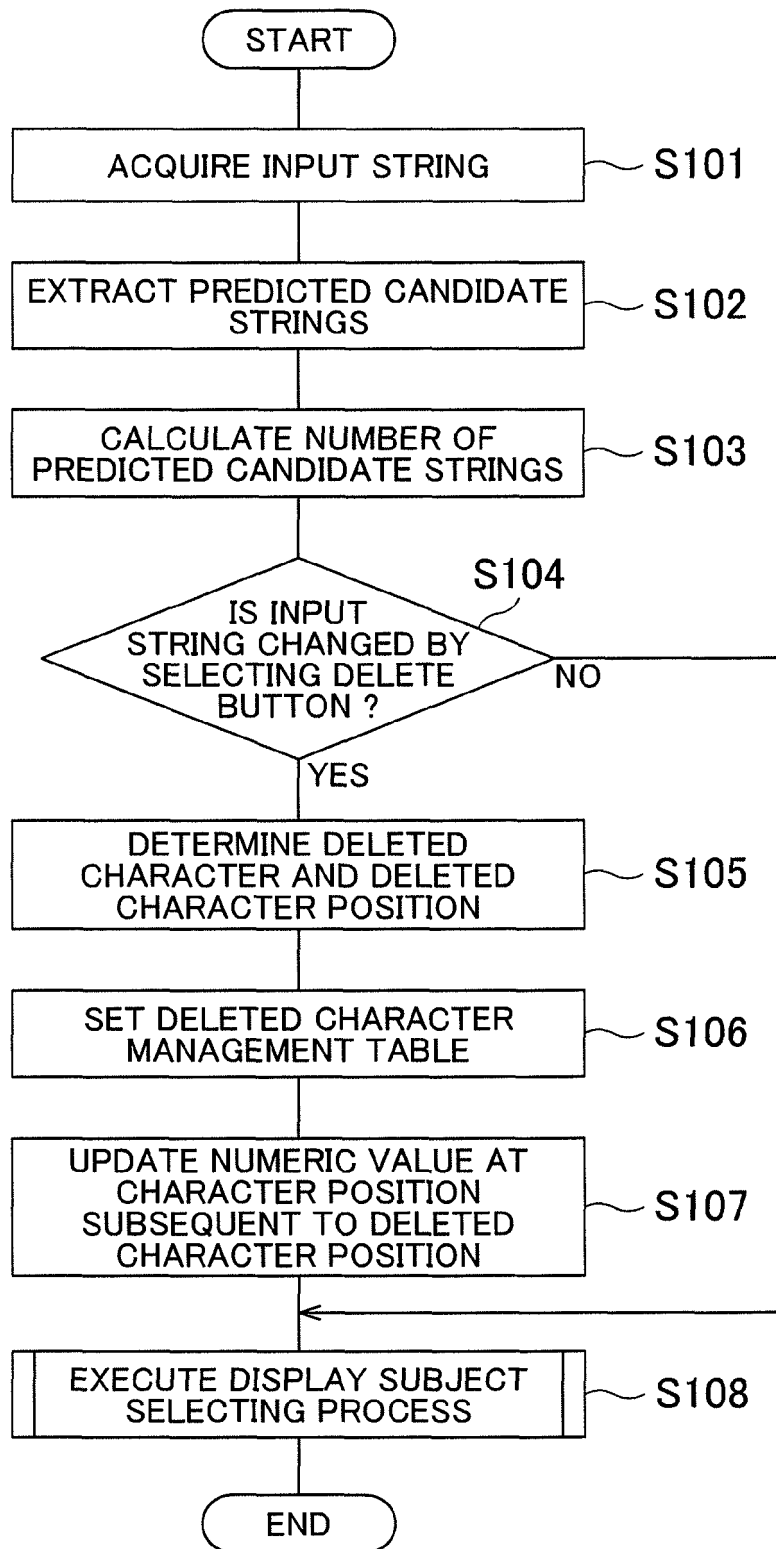 START
ACQUIRE INPUT STRING
S101
EXTRACT PREDICTED CANDIDATE
STRINGS
S102
CALCULATE NUMBER OF
PREDICTED CANDIDATE STRINGS
S103
S104
IS INPUT
STRING CHANGED BY
SELECTING DELETE
BUTTON ?
NO
YES
DETERMINE DELETED
CHARACTER AND DELETED
CHARACTER POSITION
S105
SET DELETED CHARACTER
MANAGEMENT TABLE
S106
UPDATE NUMERIC VALUE AT
CHARACTER POSITION
SUBSEQUENT TO DELETED
CHARACTER POSITION
S107
EXECUTE DISPLAY SUBJECT
SELECTING PROCESS
S108
END